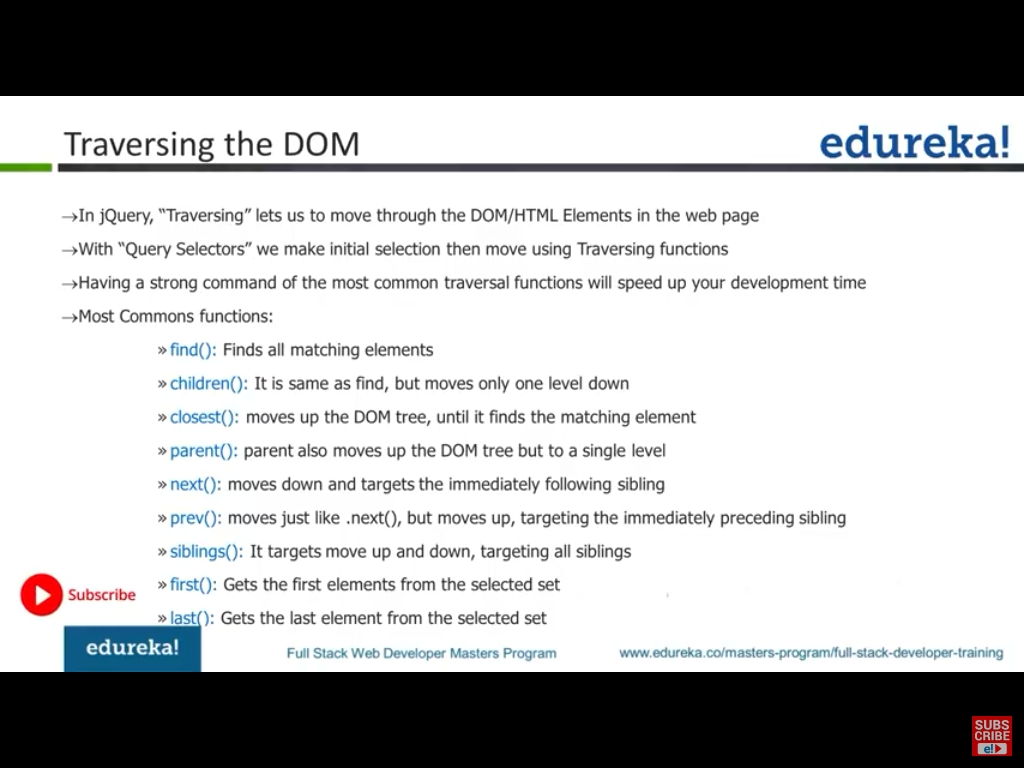 Traversing the DOM
edureka!
→In jQuery, “Traversing” lets us to move through the DOM/HTML Elements in the web page
→With “Query Selectors” we make initial selection then move using Traversing functions
→Having a strong command of the most common traversal functions will speed up your development time
→Most Commons functions:
» find(): Finds all matching elements
» children(): It is same as find, but moves only one level down
» closest(): moves up the DOM tree, until it finds the matching element
» parent(): parent also moves up the DOM tree but to a single level
» next(): moves down and targets the immediately following sibling
» prev(): moves just like .next(), but moves up, targeting the immediately preceding sibling
» siblings(): It targets move up and down, targeting all siblings
» first(): Gets the first elements from the selected set
Subscribe
» last(): Gets the last element from the selected set
edureka!
Full Stack Web Developer Masters Program
www.edureka.co/masters-program/full-stack-developer-training
SUBS
CRIBE
e!